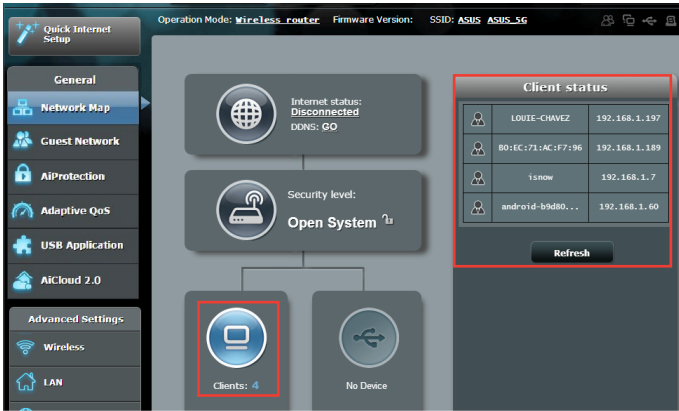 Quick Internet
Setup
Operation Mode: Wireless router Firmware Version: SSID: ASUS ASUS_5G
General
Network Map
Guest Network
AiProtection
Adaptive QoS
USB Application
AiCloud 2.0
Advanced Settings
Wireless
LAN
Internet status:
Disconnected
DDNS: GO
Security level:
Open System
Clients: 4
No Device
Client status
LOUIE-CHAVEZ 192.168.1.197
80:EC:71:AC:F7:96 192.168.1.189
isnow 192.168.1.7
android-b9d80... 192.168.1.60
Refresh